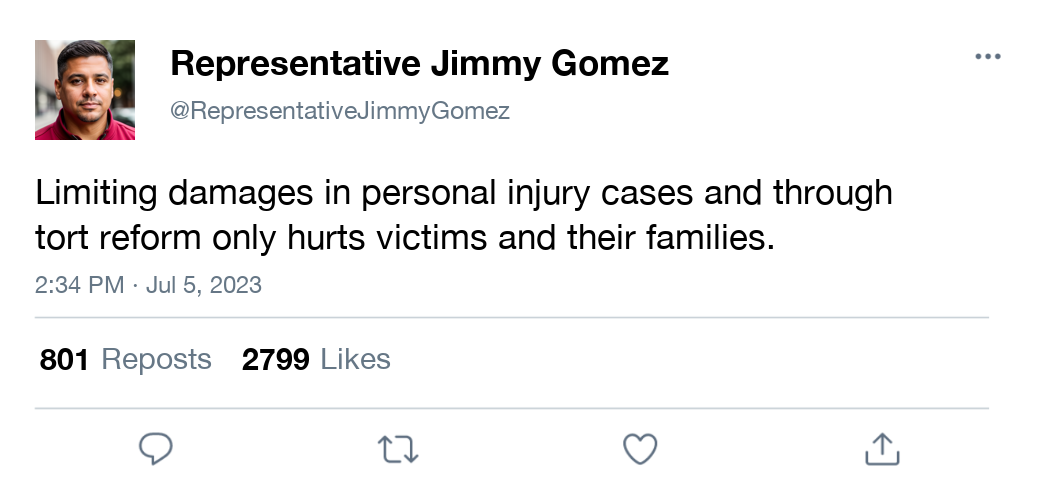 Representative Jimmy Gomez
@RepresentativeJimmyGomez
Limiting damages in personal injury cases and through
tort reform only hurts victims and their families.
2:34 PM · Jul 5, 2023
801 Reposts 2799 Likes